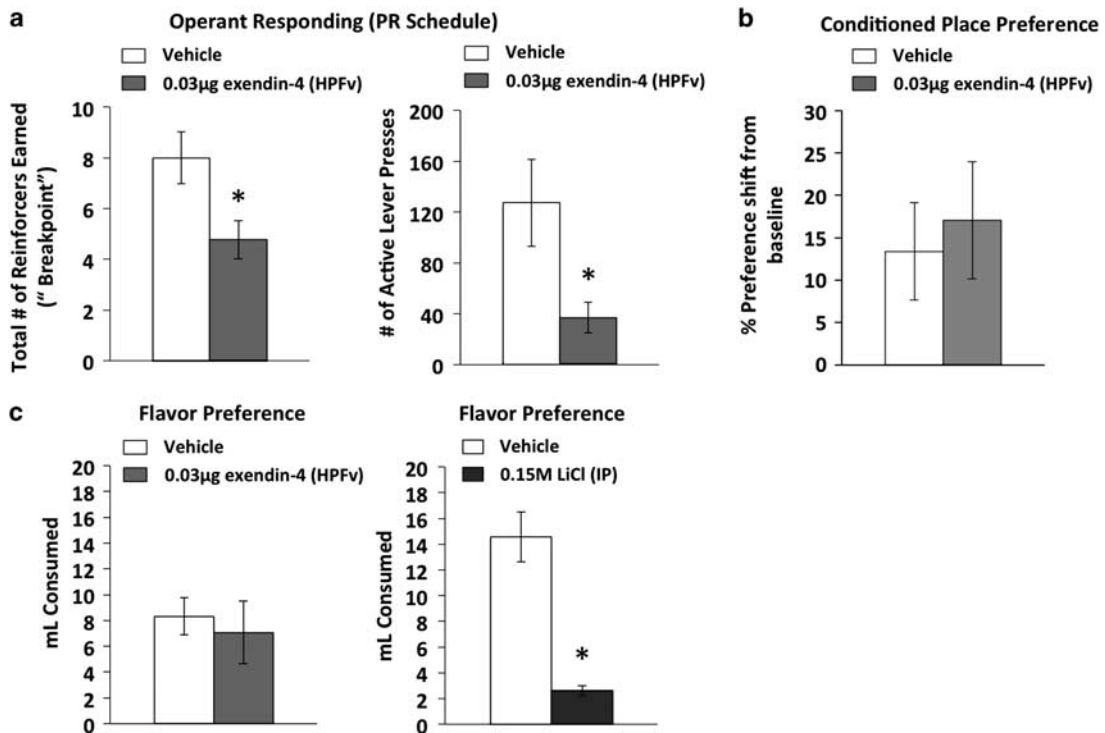 a
Operant Responding (PR Schedule)
Vehicle
0.03µg exendin-4 (HPFv)
Total # of Reinforcers Earned
(“ Breakpoint”)
10
8
6
4
2
0
*
Vehicle
0.03µg exendin-4 (HPFv)
# of Active Lever Presses
200
160
120
80
40
0
*
b
Conditioned Place Preference
Vehicle
0.03µg exendin-4 (HPFv)
% Preference shift from
baseline
30
25
20
15
10
5
0
c
Flavor Preference
Vehicle
0.03µg exendin-4 (HPFv)
mL Consumed
20
18
16
14
12
10
8
6
4
2
0
Flavor Preference
Vehicle
0.15M LiCl (IP)
mL Consumed
20
18
16
14
12
10
8
6
4
2
0
*